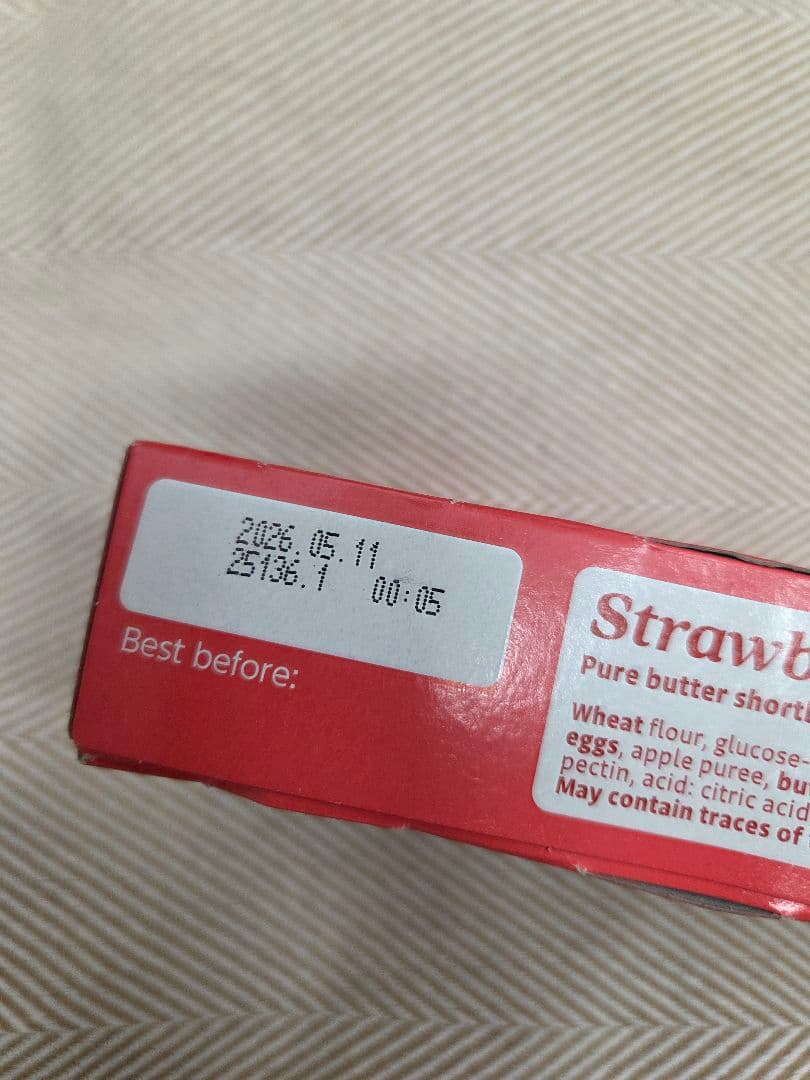 2026.05.11
25136.1 00:05
Best before:
Strawb
Pure butter short
Wheat flour, glucose-
eggs, apple puree, bu
pectin, acid: citric acid
May contain traces of